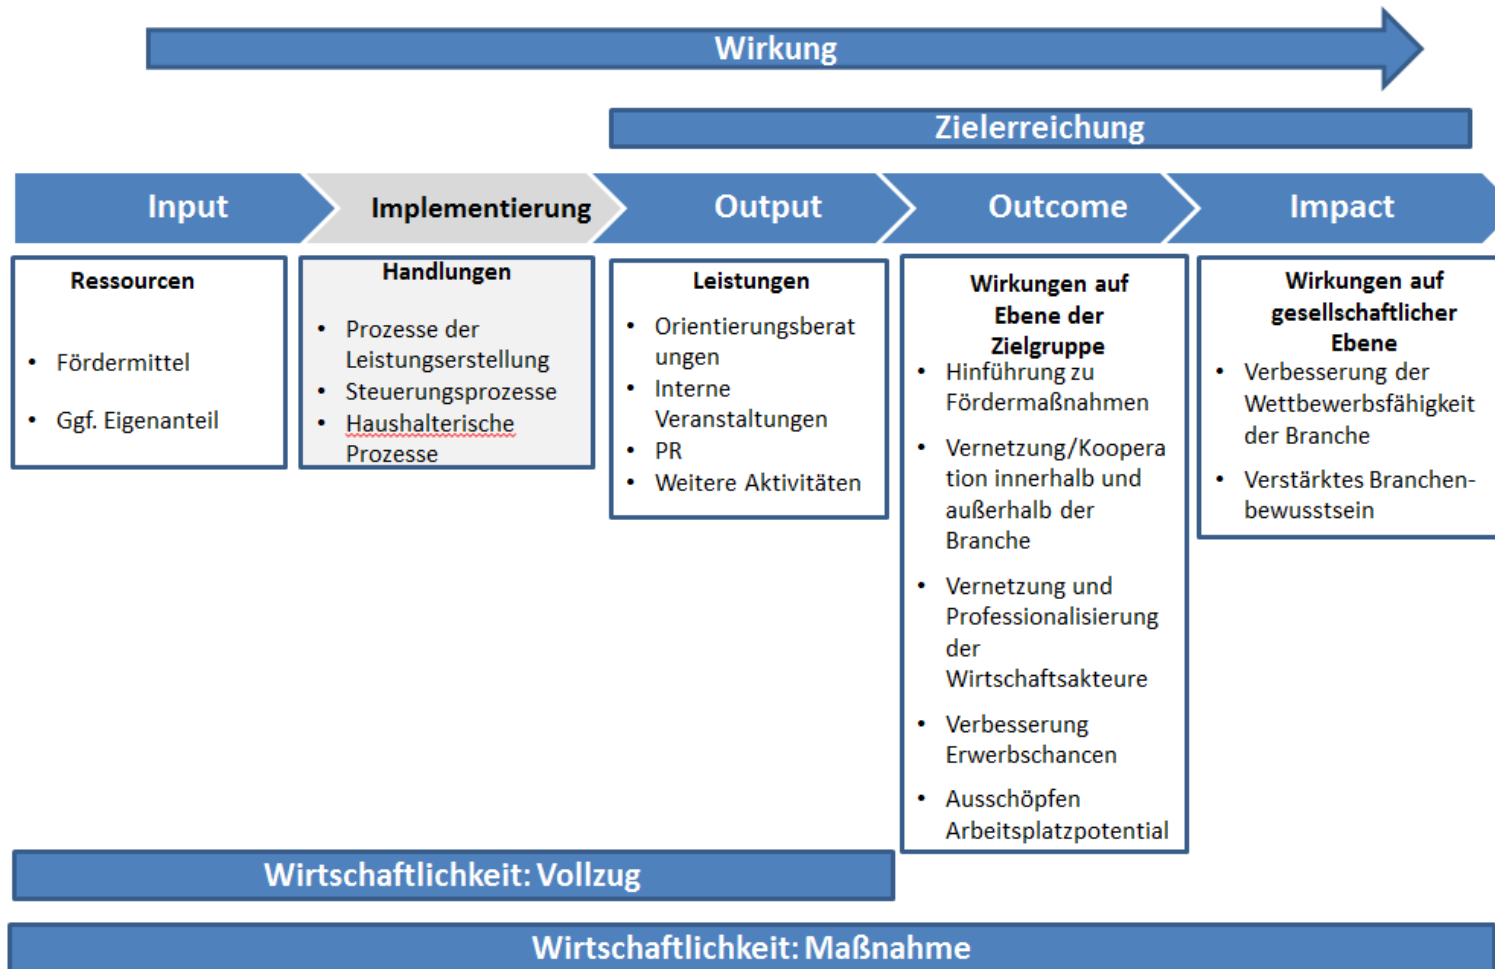 Wirkung
Zielerreichung
Input
Implementierung
Output
Outcome
Impact
Ressourcen
• Fördermittel
• Ggf. Eigenanteil
Handlungen
• Prozesse der
Leistungserstellung
• Steuerungsprozesse
• Haushalterische
Prozesse
Leistungen
• Orientierungsberat
ungen
• Interne
Veranstaltungen
• PR
• Weitere Aktivitäten
Wirkungen auf
Ebene der
Zielgruppe
• Hinführung zu
Fördermaßnahmen
• Vernetzung/Koopera
tion innerhalb und
außerhalb der
Branche
• Vernetzung und
Professionalisierung
der
Wirtschaftsakteure
• Verbesserung
Erwerbschancen
• Ausschöpfen
Arbeitsplatzpotential
Wirkungen auf
gesellschaftlicher
Ebene
• Verbesserung der
Wettbewerbsfähigkeit
der Branche
• Verstärktes Branchen-
bewusstsein
Wirtschaftlichkeit: Vollzug
Wirtschaftlichkeit: Maßnahme